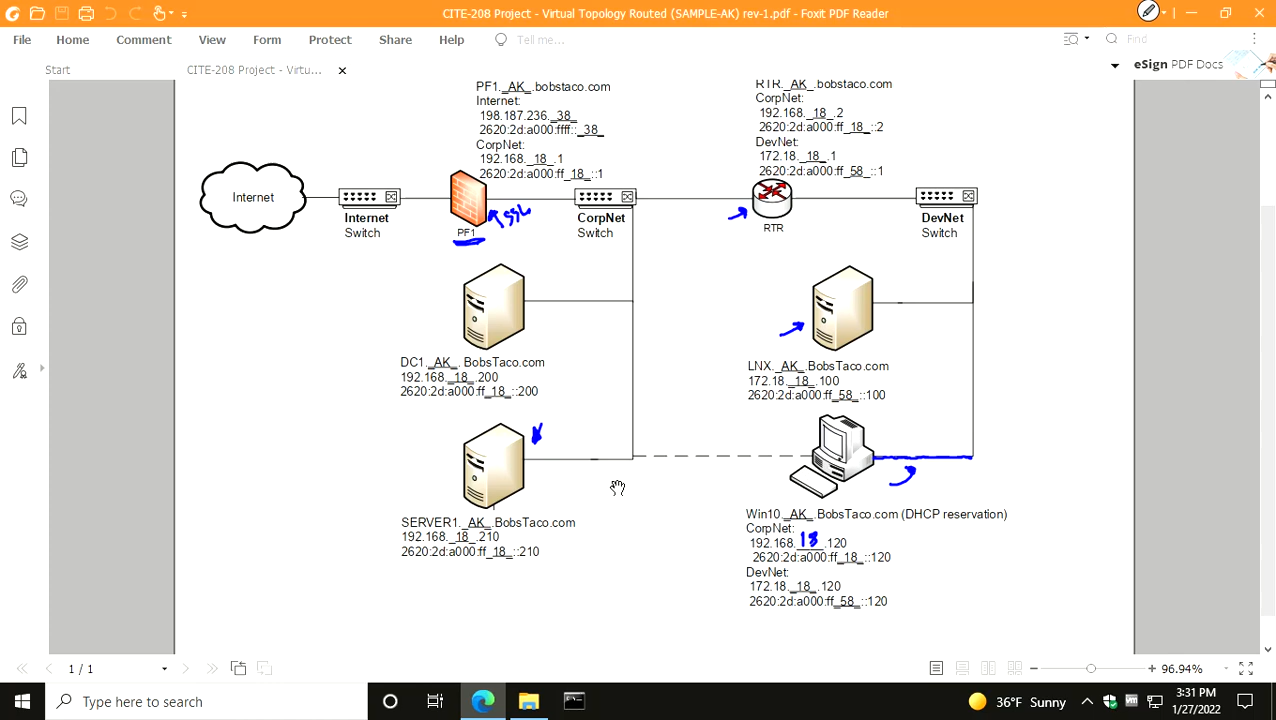 CITE-208 Project - Virtual Topology Routed (SAMPLE-AK) rev-1.pdf - Foxit PDF Reader
File Home Comment View Form Protect Share Help Tell me... Find
Start CITE-208 Project - Virtu... eSign PDF Docs
PF1._AK_.bobstaco.com
Internet:
198.187.236._38_
2620:2d:a000:ffff::_38_
CorpNet:
192.168._18_.1
2620:2d:a000:ff_18_::1
RTR._AK_.bobstaco.com
CorpNet:
192.168._18_.2
2620:2d:a000:ff_18_::2
DevNet:
172.18._18_.1
2620:2d:a000:ff_58_::1
Internet
Internet
Switch
PF1
CorpNet
Switch
RTR
DevNet
Switch
DC1._AK_. BobsTaco.com
192.168._18_.200
2620:2d:a000:ff_18_::200
LNX._AK_.BobsTaco.com
172.18._18_.100
2620:2d:a000:ff_58_::100
SERVER1._AK_.BobsTaco.com
192.168._18_.210
2620:2d:a000:ff_18_::210
Win10._AK_.BobsTaco.com (DHCP reservation)
CorpNet:
192.168. 18 .120
2620:2d:a000:ff_18_::120
DevNet:
172.18._18_.120
2620:2d:a000:ff_58_::120
1 / 1 96.94%
Type here to search 36°F Sunny 3:31 PM
1/27/2022